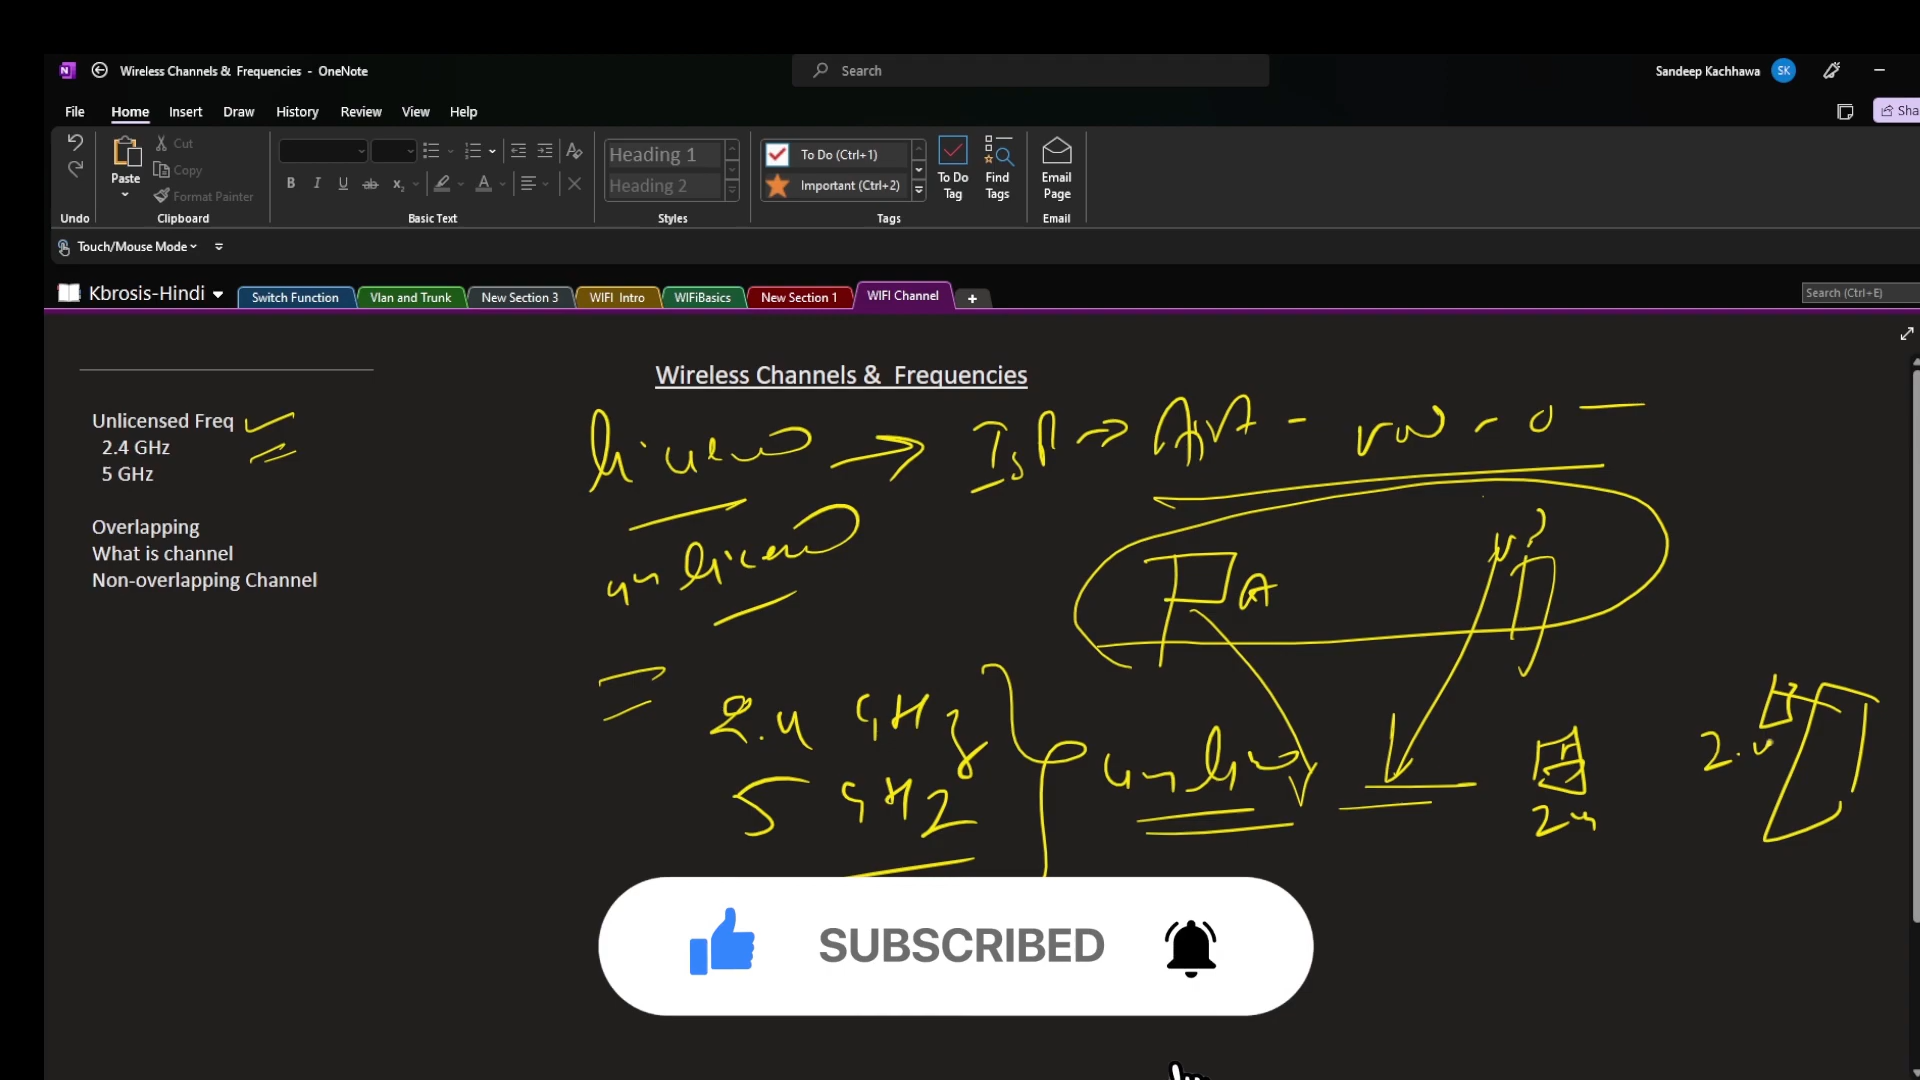 Wireless Channels & Frequencies - OneNote
Search
Sandeep Kachhawa SK
File Home Insert Draw History Review View Help
Sha
Undo
Paste
Cut
Copy
Format Painter
Clipboard
B I U ab x A
Basic Text
Heading 1
Heading 2
Styles
To Do (Ctrl+1)
Important (Ctrl+2)
To Do Tag
Find Tags
Tags
Email Page
Email
Touch/Mouse Mode
Kbrosis-Hindi
Switch Function
Vlan and Trunk
New Section 3
WIFI Intro
WIFiBasics
New Section 1
WIFI Channel
Search (Ctrl+E)
Wireless Channels & Frequencies
Unlicensed Freq
2.4 GHz
5 GHz
Overlapping
What is channel
Non-overlapping Channel
A
2.4 GHz
5 GHz
SUBSCRIBED